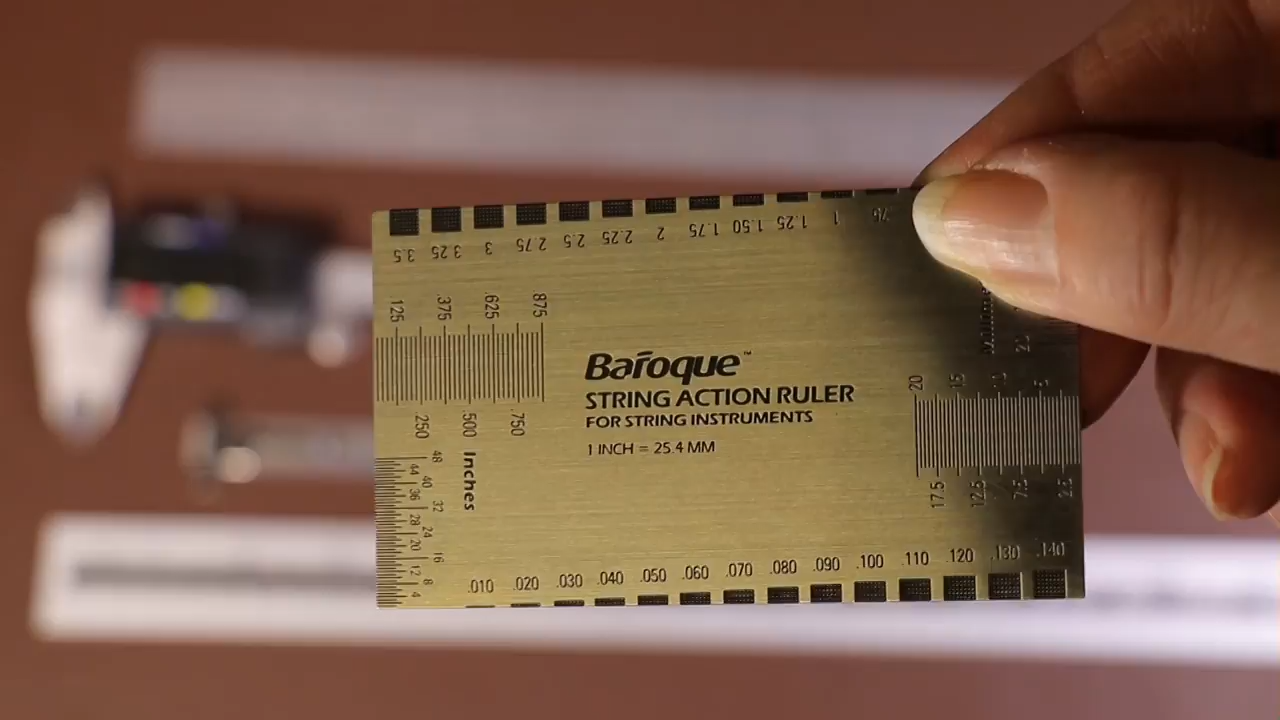 3.5 3.25 3 2.75 2.5 2.25 2 1.75 1.50 1.25 1 .75
.125 .375 .625 .875
.250 .500 .750
Inches
48 44 40 36 32 28 24 20 16 12 8 4
Baroque™
STRING ACTION RULER
FOR STRING INSTRUMENTS
1 INCH = 25.4 MM
20 15 10 5
17.5 12.5 7.5 2.5
.010 .020 .030 .040 .050 .060 .070 .080 .090 .100 .110 .120 .130 .140